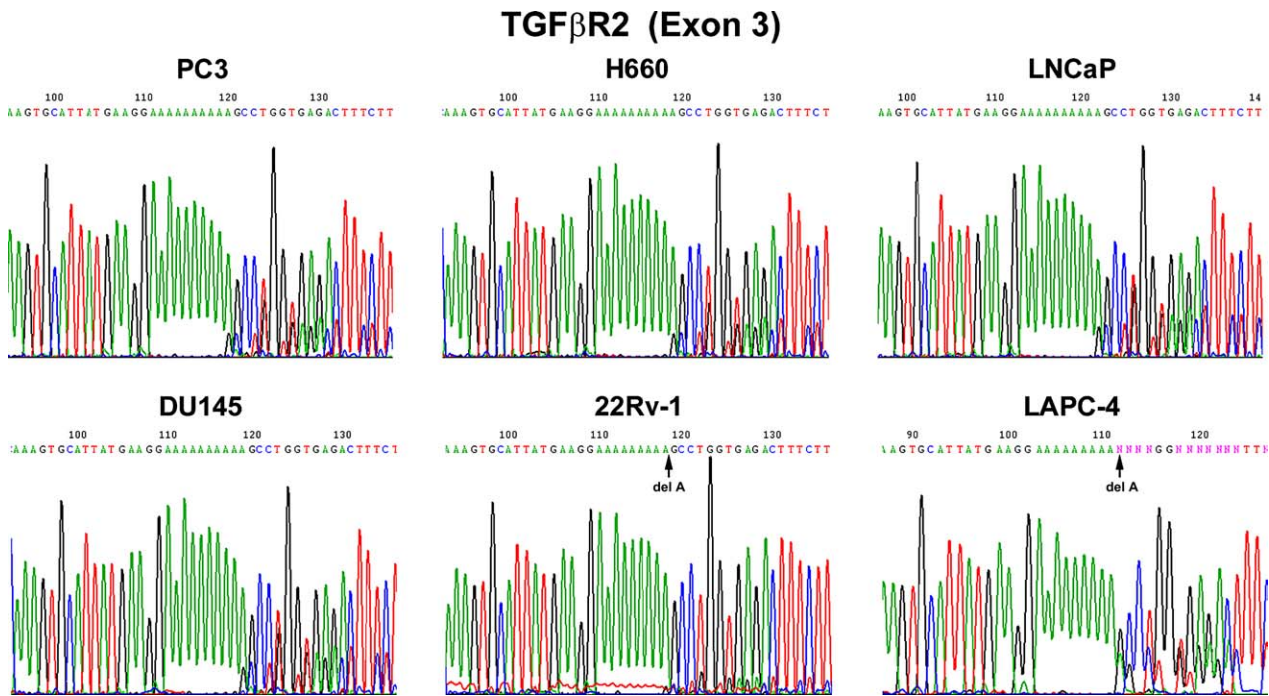 TGFβR2 (Exon 3)
PC3
100 110 120 130
AAGTGCATTATGAAGGAAAAAAAAAAGCCTGGTGAGACTTTCTT
H660
100 110 120 130
AAAGTGCATTATGAAGGAAAAAAAAAAGCCTGGTGAGACTTTCT
LNCaP
100 110 120 130 14
AAGTGCATTATGAAGGAAAAAAAAAAGCCTGGTGAGACTTTCTT
DU145
100 110 120 130
AAAGTGCATTATGAAGGAAAAAAAAAAGCCTGGTGAGACTTTCT
22Rv-1
100 110 120 130
AAAGTGCATTATGAAGGAAAAAAAAAGCCTGGTGAGACTTTCTT
del A
LAPC-4
90 100 110 120
AAGTGCATTATGAAGGAAAAAAAAANNNNGGNNNNNNNTTN
del A